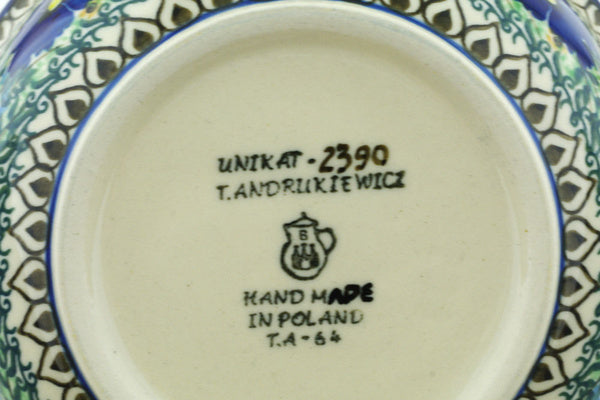 UNIKAT - 2390
T. ANDRUKIEWICZ
B
HAND MADE
IN POLAND
T.A - 64